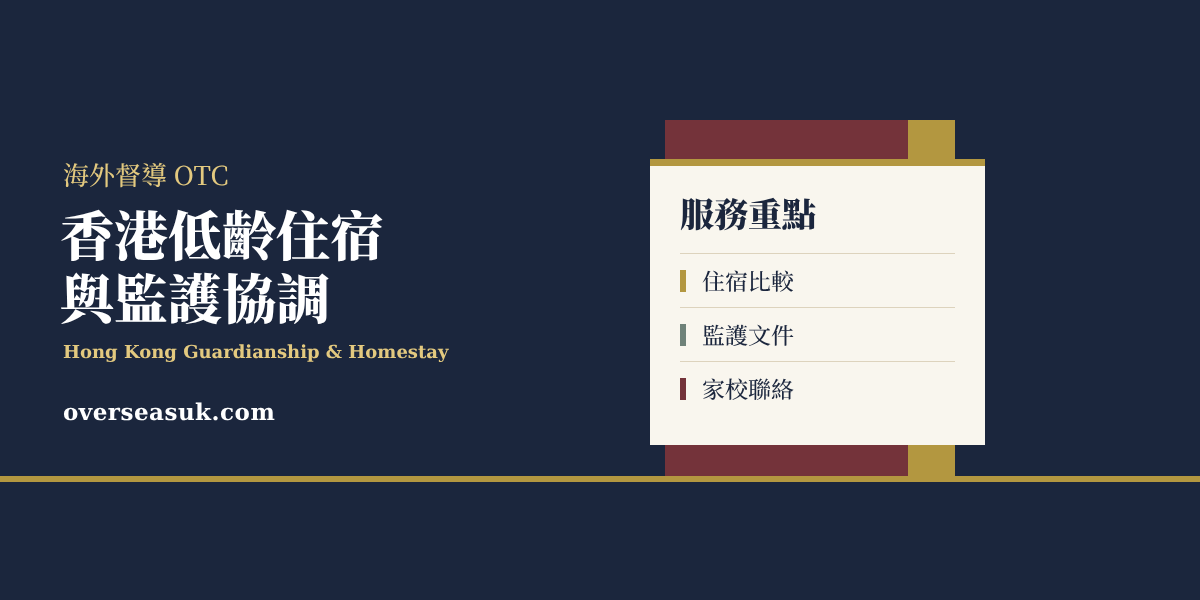 海外督導 OTC
香港低齡住宿
與監護協調
Hong Kong Guardianship & Homestay
overseasuk.com
服務重點
住宿比較
監護文件
家校聯絡